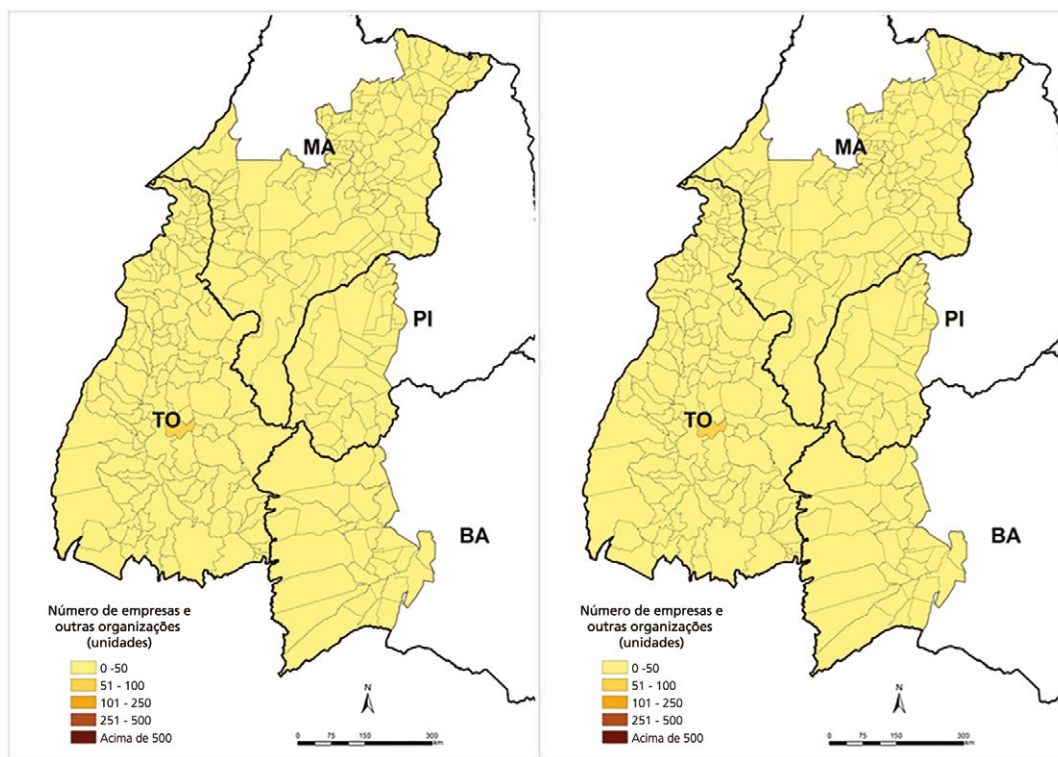 MA
PI
TO
BA
Número de empresas e
outras organizações
(unidades)
0 -50
51 - 100
101 - 250
251 - 500
Acima de 500
N
0 75 150 300
km
MA
PI
TO
BA
Número de empresas e
outras organizações
(unidades)
0 -50
51 - 100
101 - 250
251 - 500
Acima de 500
N
0 75 150 300
km